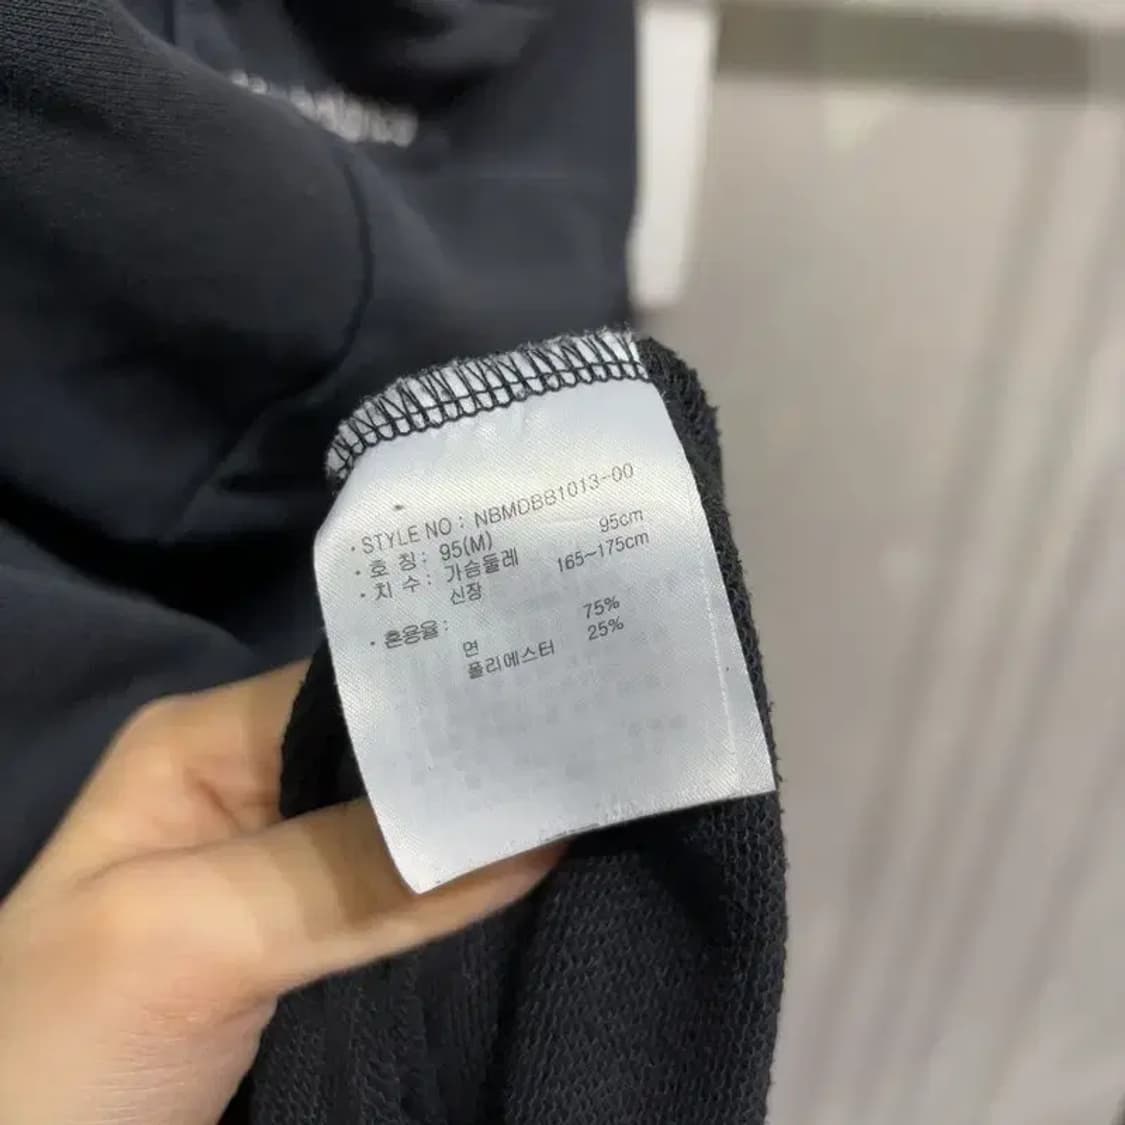 · STYLE NO : NBMDBB1013-00
· 호 칭 : 95(M)
· 치 수 : 가슴둘레 95cm
신장 165~175cm
· 혼용율 :
면 75%
폴리에스터 25%